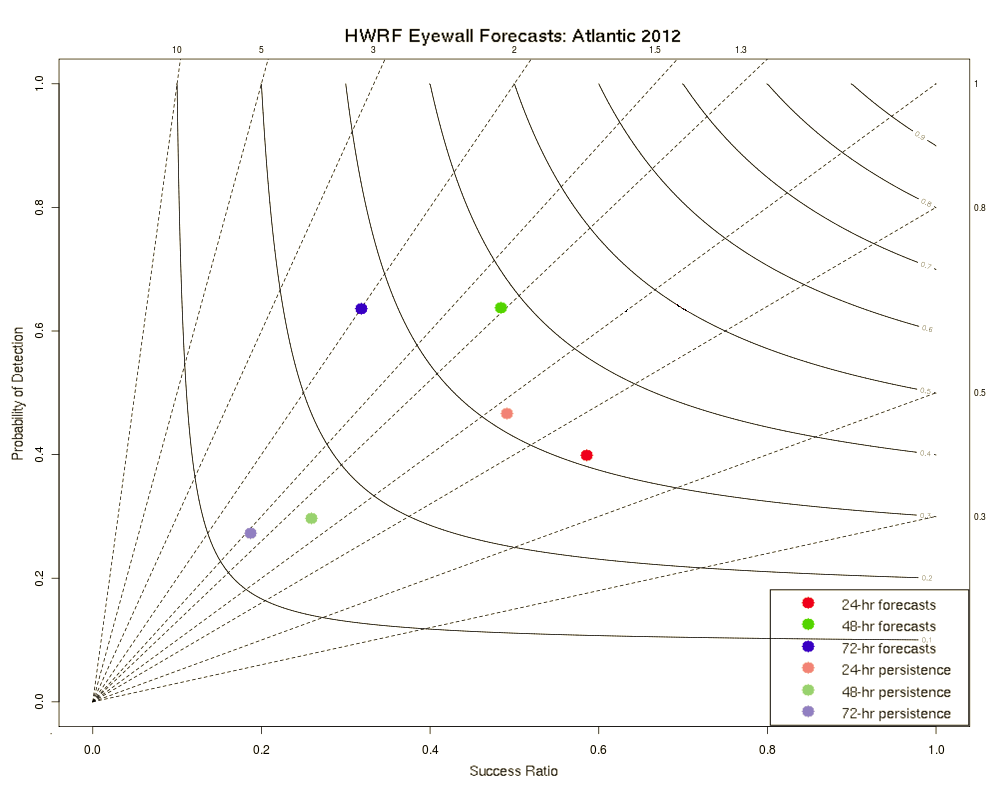 HWRF Eyewall Forecasts: Atlantic 2012
10 5 3 2 1.5 1.3
1.0 1
0.9
0.8 0.8 0.8
0.7
0.6 0.6
0.5 0.5
0.4 0.4
0.3 0.3
0.2 0.2
0.1
0.0
Probability of Detection
24-hr forecasts
48-hr forecasts
72-hr forecasts
24-hr persistence
48-hr persistence
72-hr persistence
0.0 0.2 0.4 0.6 0.8 1.0
Success Ratio